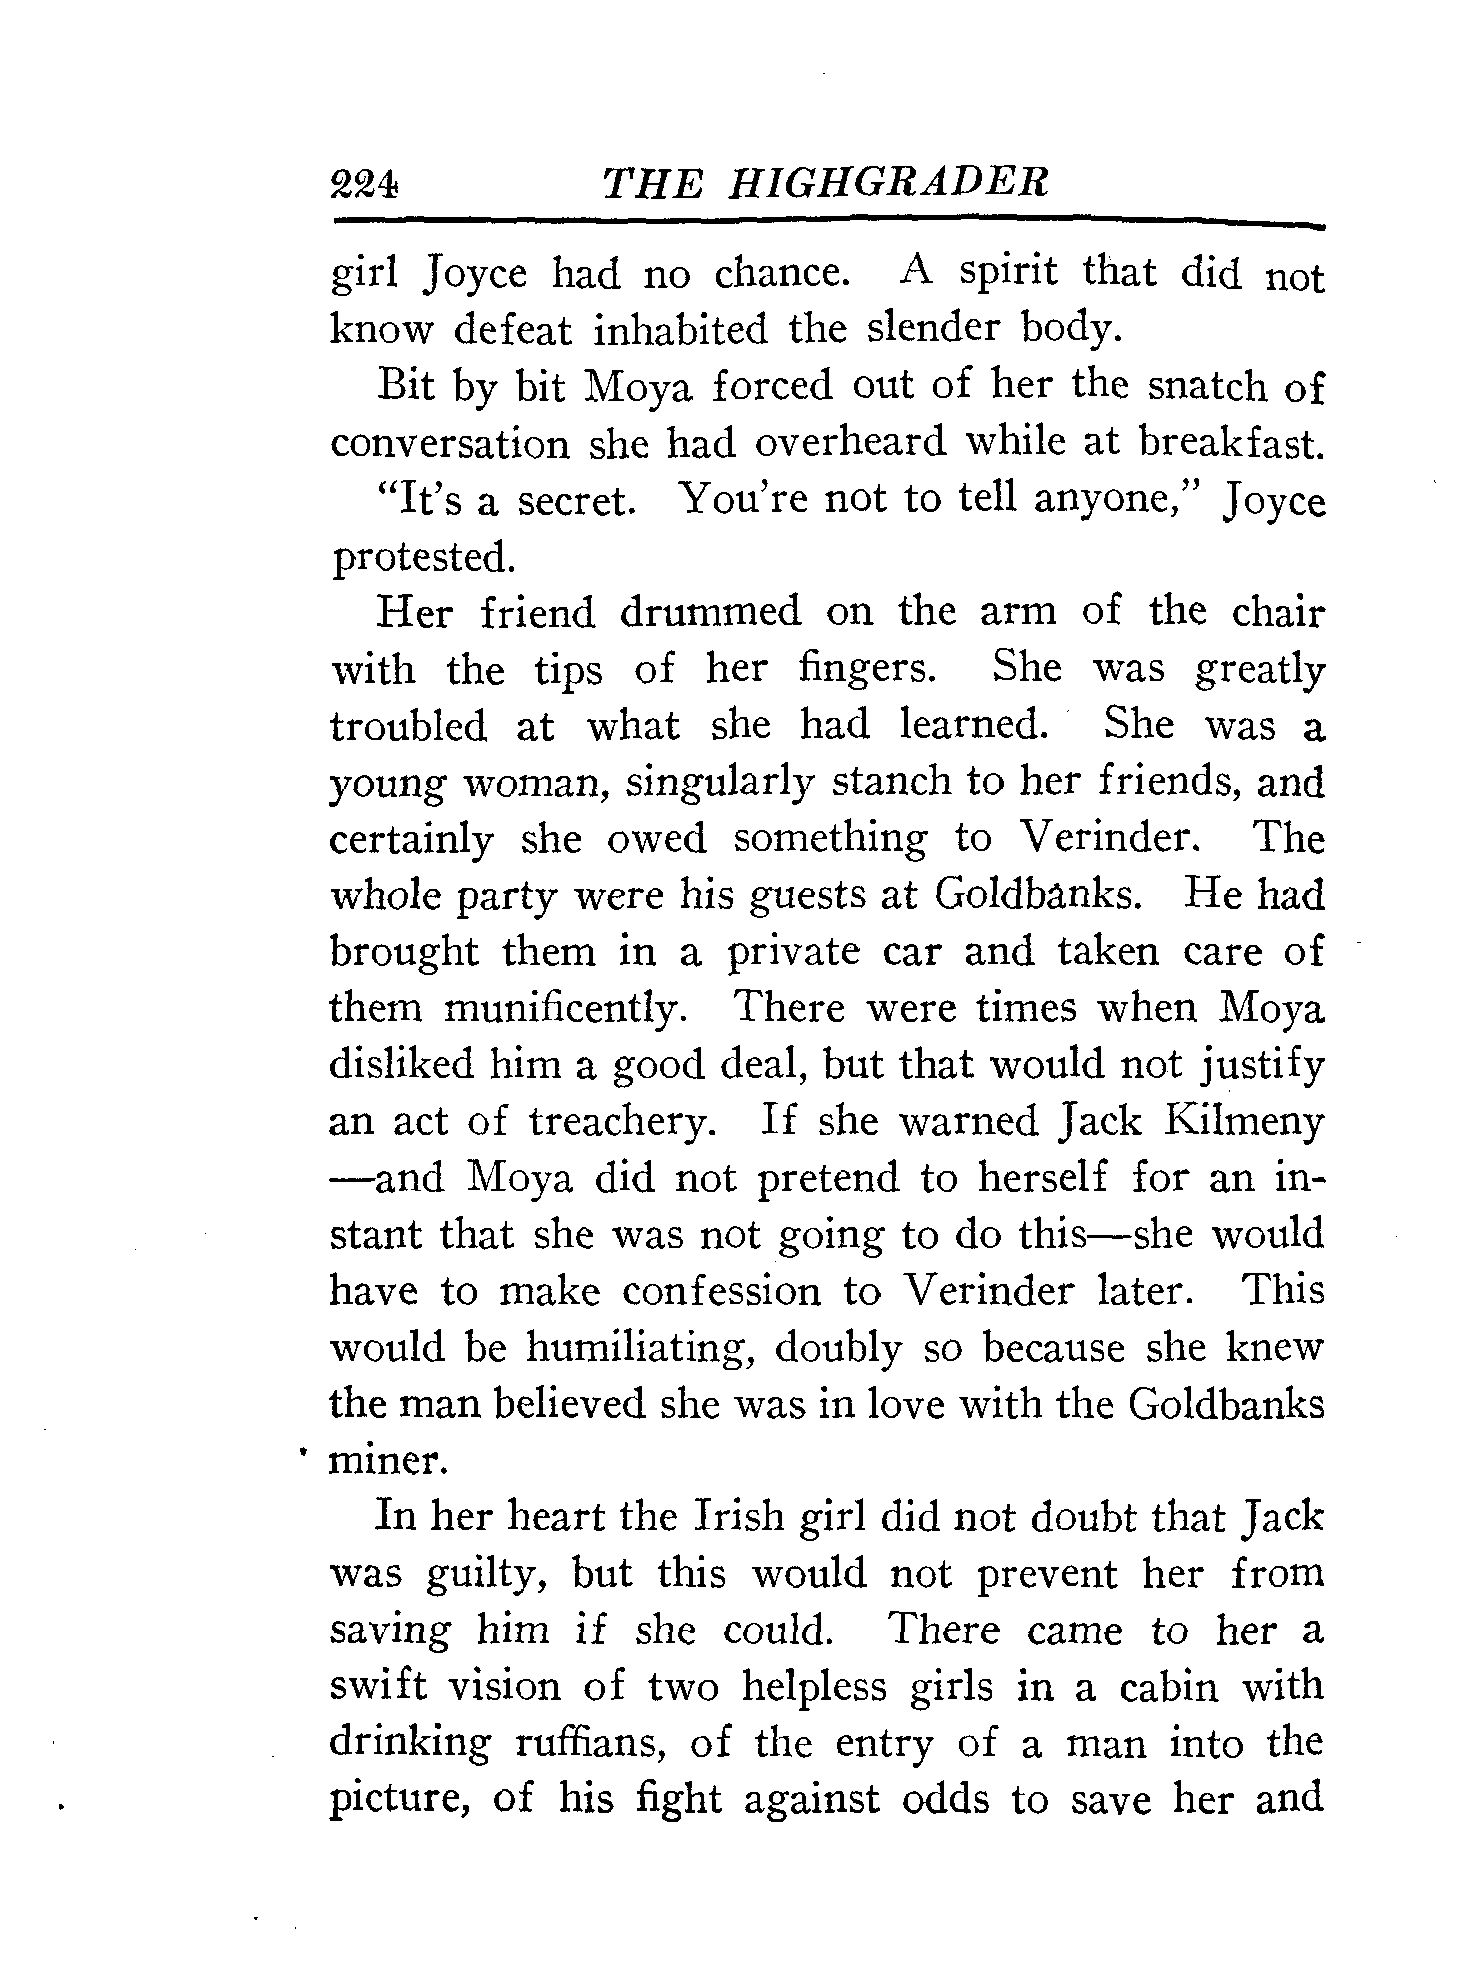 224 THE HIGHGRADER
girl Joyce had no chance. A spirit that did not
know defeat inhabited the slender body.
Bit by bit Moya forced out of her the snatch of
conversation she had overheard while at breakfast.
“It’s a secret. You’re not to tell anyone,” Joyce
protested.
Her friend drummed on the arm of the chair
with the tips of her fingers. She was greatly
troubled at what she had learned. She was a
young woman, singularly stanch to her friends, and
certainly she owed something to Verinder. The
whole party were his guests at Goldbanks. He had
brought them in a private car and taken care of
them munificently. There were times when Moya
disliked him a good deal, but that would not justify
an act of treachery. If she warned Jack Kilmeny
—and Moya did not pretend to herself for an in-
stant that she was not going to do this—she would
have to make confession to Verinder later. This
would be humiliating, doubly so because she knew
the man believed she was in love with the Goldbanks
miner.
In her heart the Irish girl did not doubt that Jack
was guilty, but this would not prevent her from
saving him if she could. There came to her a
swift vision of two helpless girls in a cabin with
drinking ruffians, of the entry of a man into the
picture, of his fight against odds to save her and